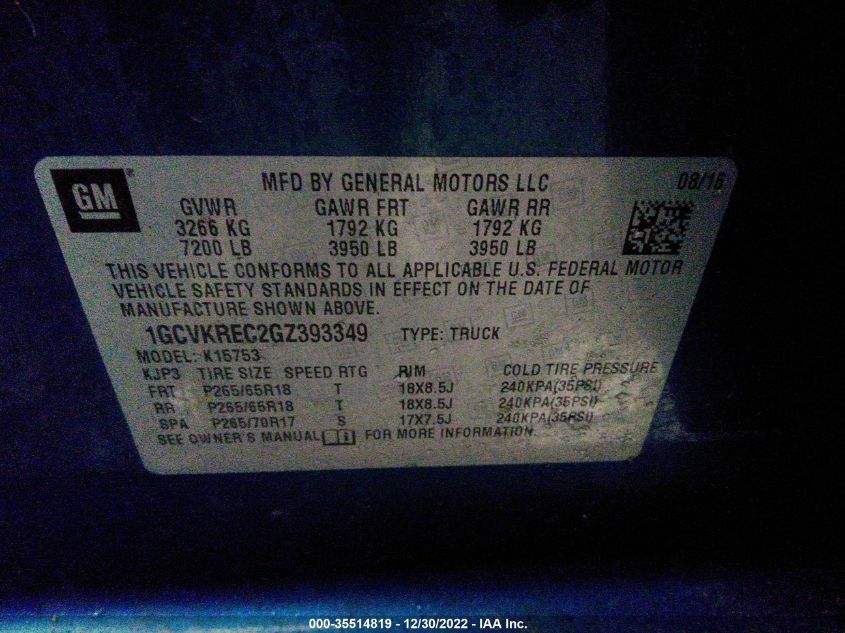 GM
MFD BY GENERAL MOTORS LLC 08/16
GVWR GAWR FRT GAWR RR
3266 KG 1792 KG 1792 KG
7200 LB 3950 LB 3950 LB
THIS VEHICLE CONFORMS TO ALL APPLICABLE U.S. FEDERAL MOTOR
VEHICLE SAFETY STANDARDS IN EFFECT ON THE DATE OF
MANUFACTURE SHOWN ABOVE.
1GCVKREC2GZ393349 TYPE: TRUCK
MODEL: K15753
KJP3 TIRE SIZE SPEED RTG RIM COLD TIRE PRESSURE
FRT P265/65R18 T 18X8.5J 240KPA(35PSI)
RR P265/65R18 T 18X8.5J 240KPA(35PSI)
SPA P265/70R17 S 17X7.5J 240KPA(35PSI)
SEE OWNER'S MANUAL FOR MORE INFORMATION.
000-35514819 - 12/30/2022 - IAA Inc.